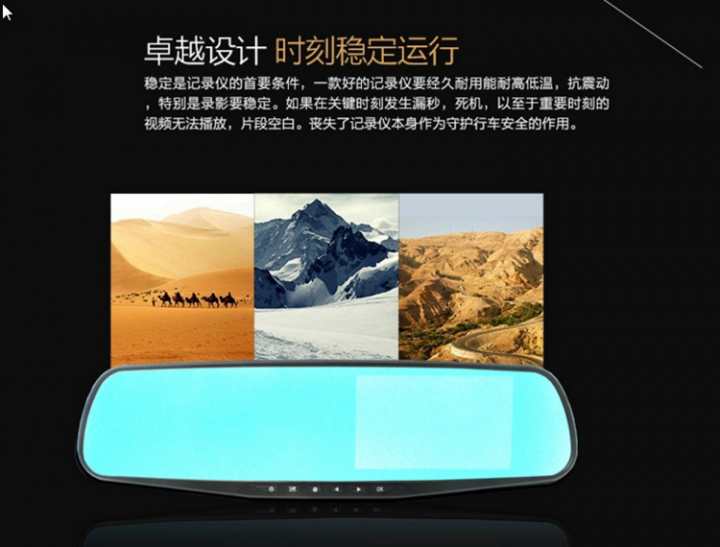 卓越设计 时刻稳定运行
稳定是记录仪的首要条件，一款好的记录仪要经久耐用能耐高低温，抗震动
，特别是录影要稳定。如果在关键时刻发生漏秒，死机，以至于重要时刻的
视频无法播放，片段空白。丧失了记录仪本身作为守护行车安全的作用。
OK